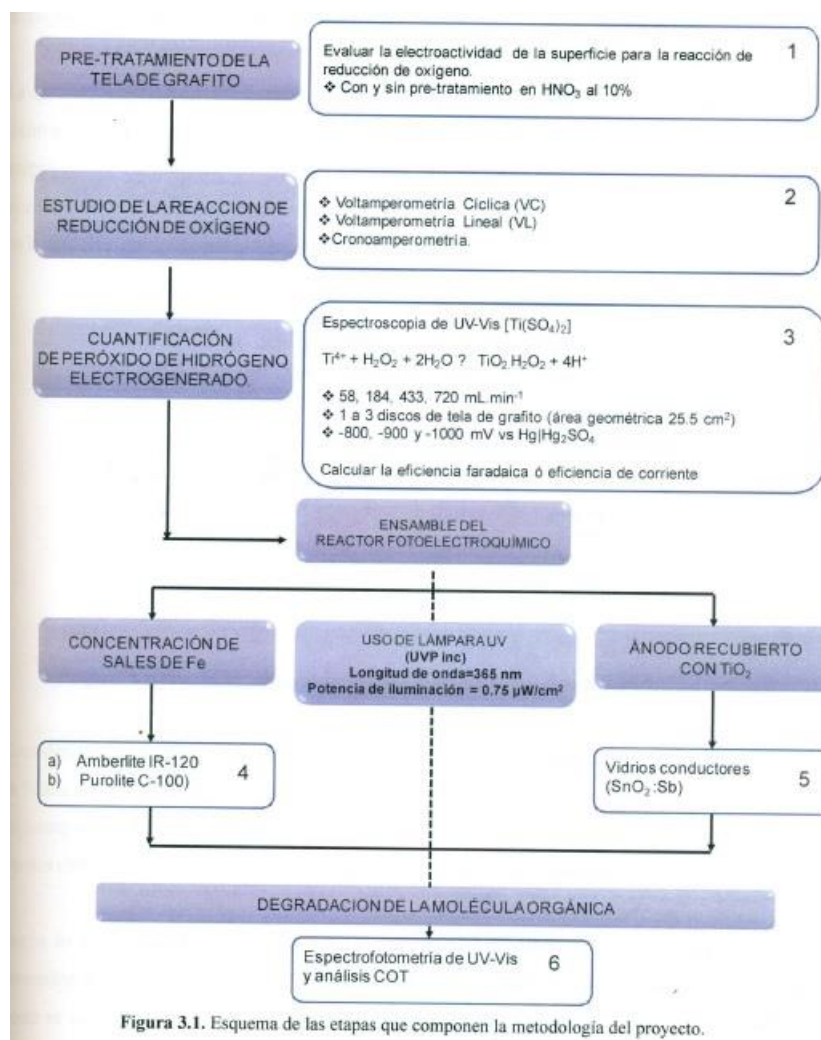 PRE-TRATAMIENTO DE LA
TELA DE GRAFITO
Evaluar la electroactividad de la superficie para la reacción de
reducción de oxígeno.
❖ Con y sin pre-tratamiento en HNO₃ al 10%
1
ESTUDIO DE LA REACCION DE
REDUCCIÓN DE OXÍGENO
❖ Voltamperometría Cíclica (VC)
❖ Voltamperometría Lineal (VL)
❖ Cronoamperometría.
2
CUANTIFICACIÓN
DE PERÓXIDO DE HIDRÓGENO
ELECTROGENERADO.
Espectroscopia de UV-Vis [Ti(SO₄)₂]
Ti⁴⁺ + H₂O₂ + 2H₂O ? TiO₂.H₂O₂ + 4H⁺
❖ 58, 184, 433, 720 mL.min⁻¹
❖ 1 a 3 discos de tela de grafito (área geométrica 25.5 cm²)
❖ -800, -900 y -1000 mV vs Hg|Hg₂SO₄
Calcular la eficiencia faradaica ó eficiencia de corriente
3
ENSAMBLE DEL
REACTOR FOTOELECTROQUÍMICO
CONCENTRACIÓN DE
SALES DE Fe
USO DE LÁMPARA UV
(UVP inc)
Longitud de onda=365 nm
Potencia de iluminación = 0.75 µW/cm²
ÁNODO RECUBIERTO
CON TiO₂
a) Amberlite IR-120
b) Purolite C-100)
4
Vidrios conductores
(SnO₂:Sb)
5
DEGRADACION DE LA MOLÉCULA ORGÁNICA
Espectrofotometría de UV-Vis
y análisis COT
6
Figura 3.1. Esquema de las etapas que componen la metodología del proyecto.